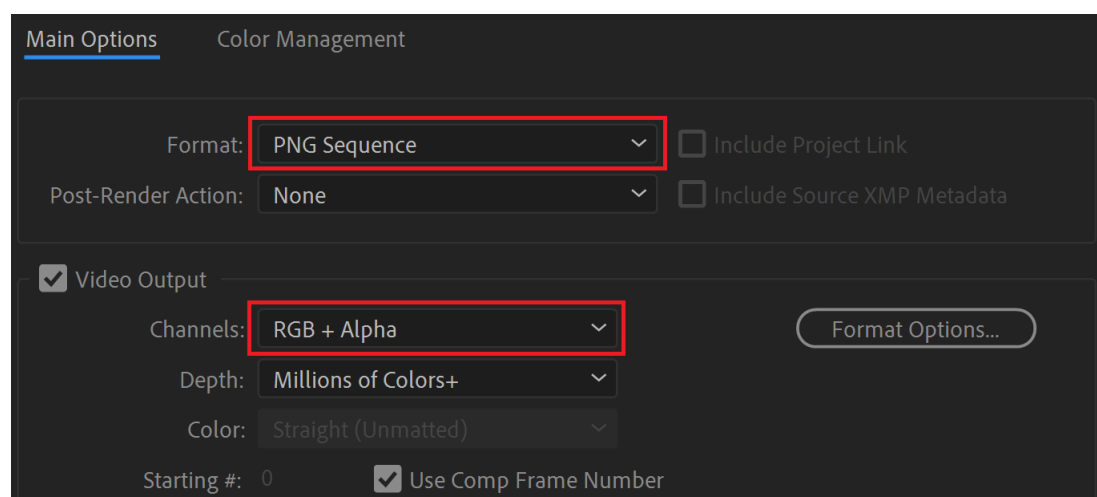 Main Options Color Management
Format: PNG Sequence Include Project Link
Post-Render Action: None Include Source XMP Metadata
Video Output
Channels: RGB + Alpha Format Options...
Depth: Millions of Colors+
Color: Straight (Unmatted)
Starting #: 0 Use Comp Frame Number